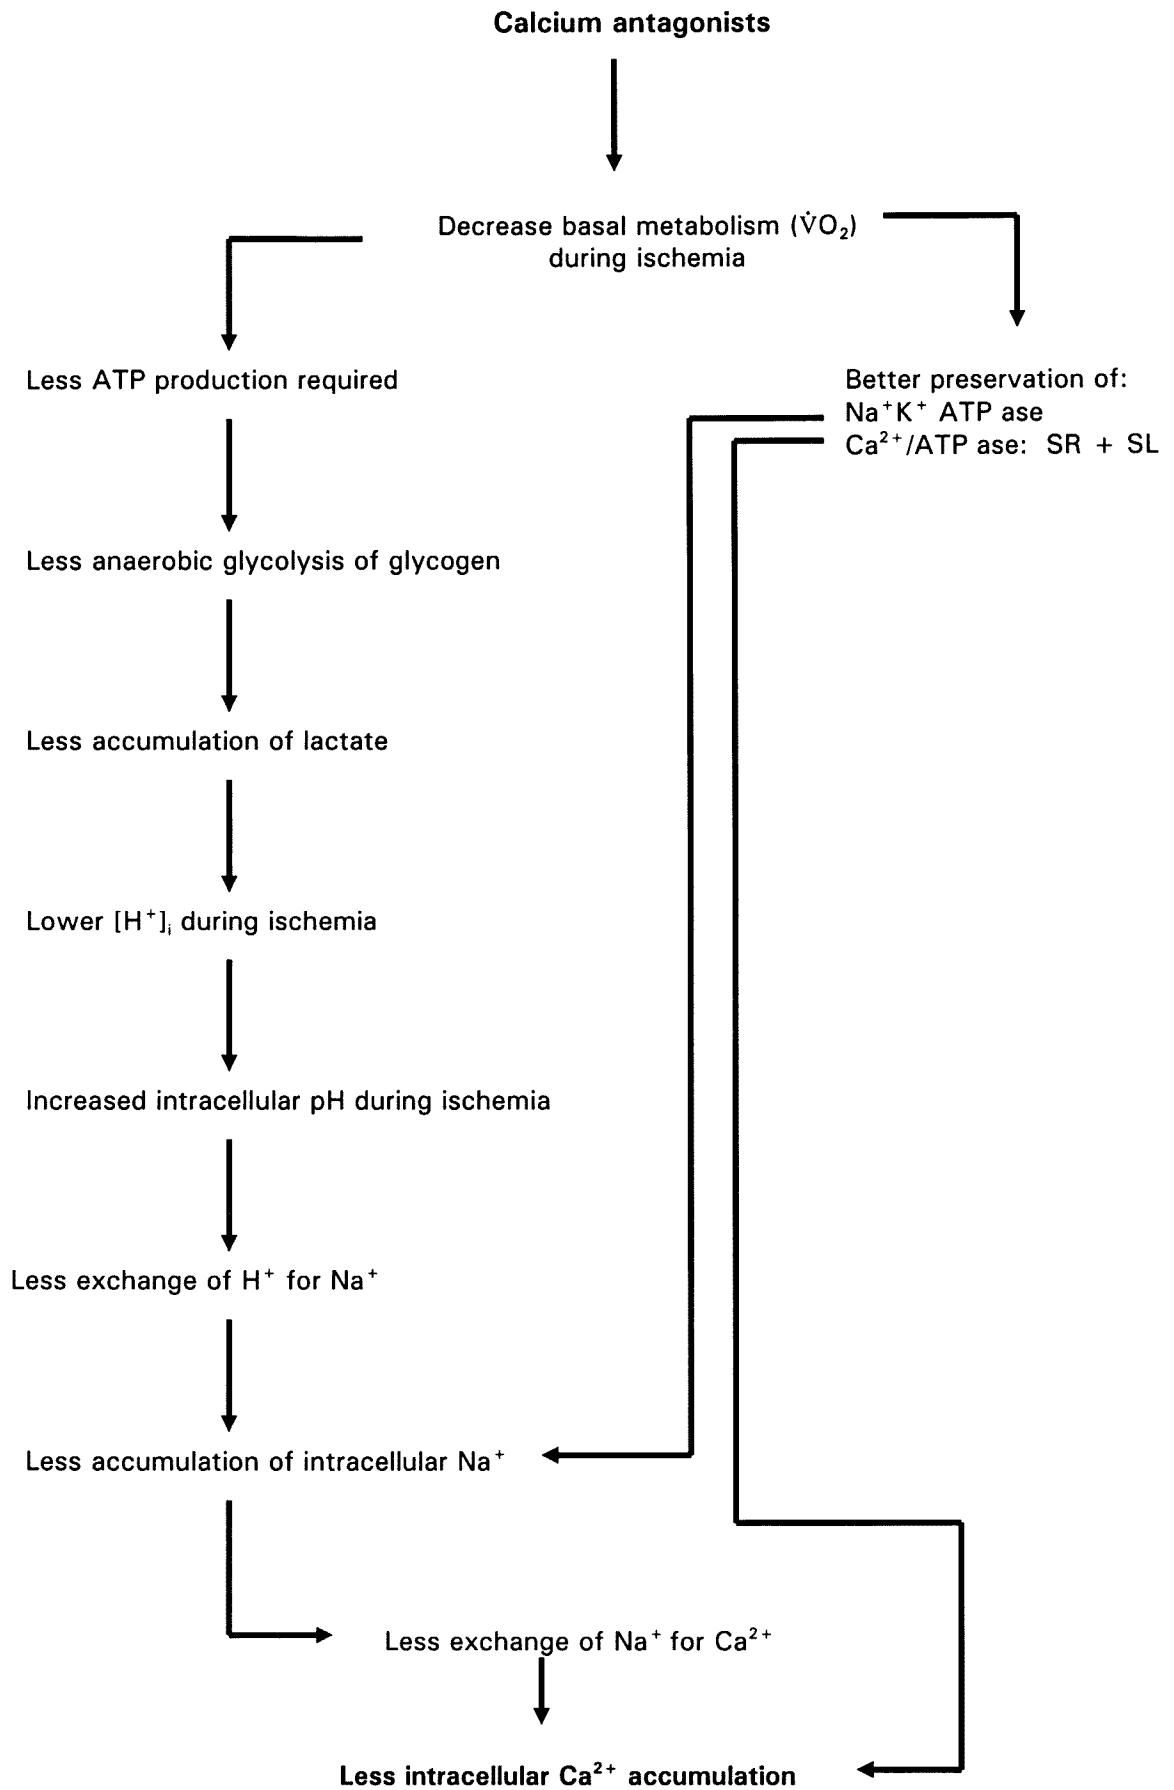 Calcium antagonists
Decrease basal metabolism (V̇O₂)
during ischemia
Less ATP production required
Better preservation of:
Na⁺K⁺ ATP ase
Ca²⁺/ATP ase: SR + SL
Less anaerobic glycolysis of glycogen
Less accumulation of lactate
Lower [H⁺]ᵢ during ischemia
Increased intracellular pH during ischemia
Less exchange of H⁺ for Na⁺
Less accumulation of intracellular Na⁺
Less exchange of Na⁺ for Ca²⁺
Less intracellular Ca²⁺ accumulation